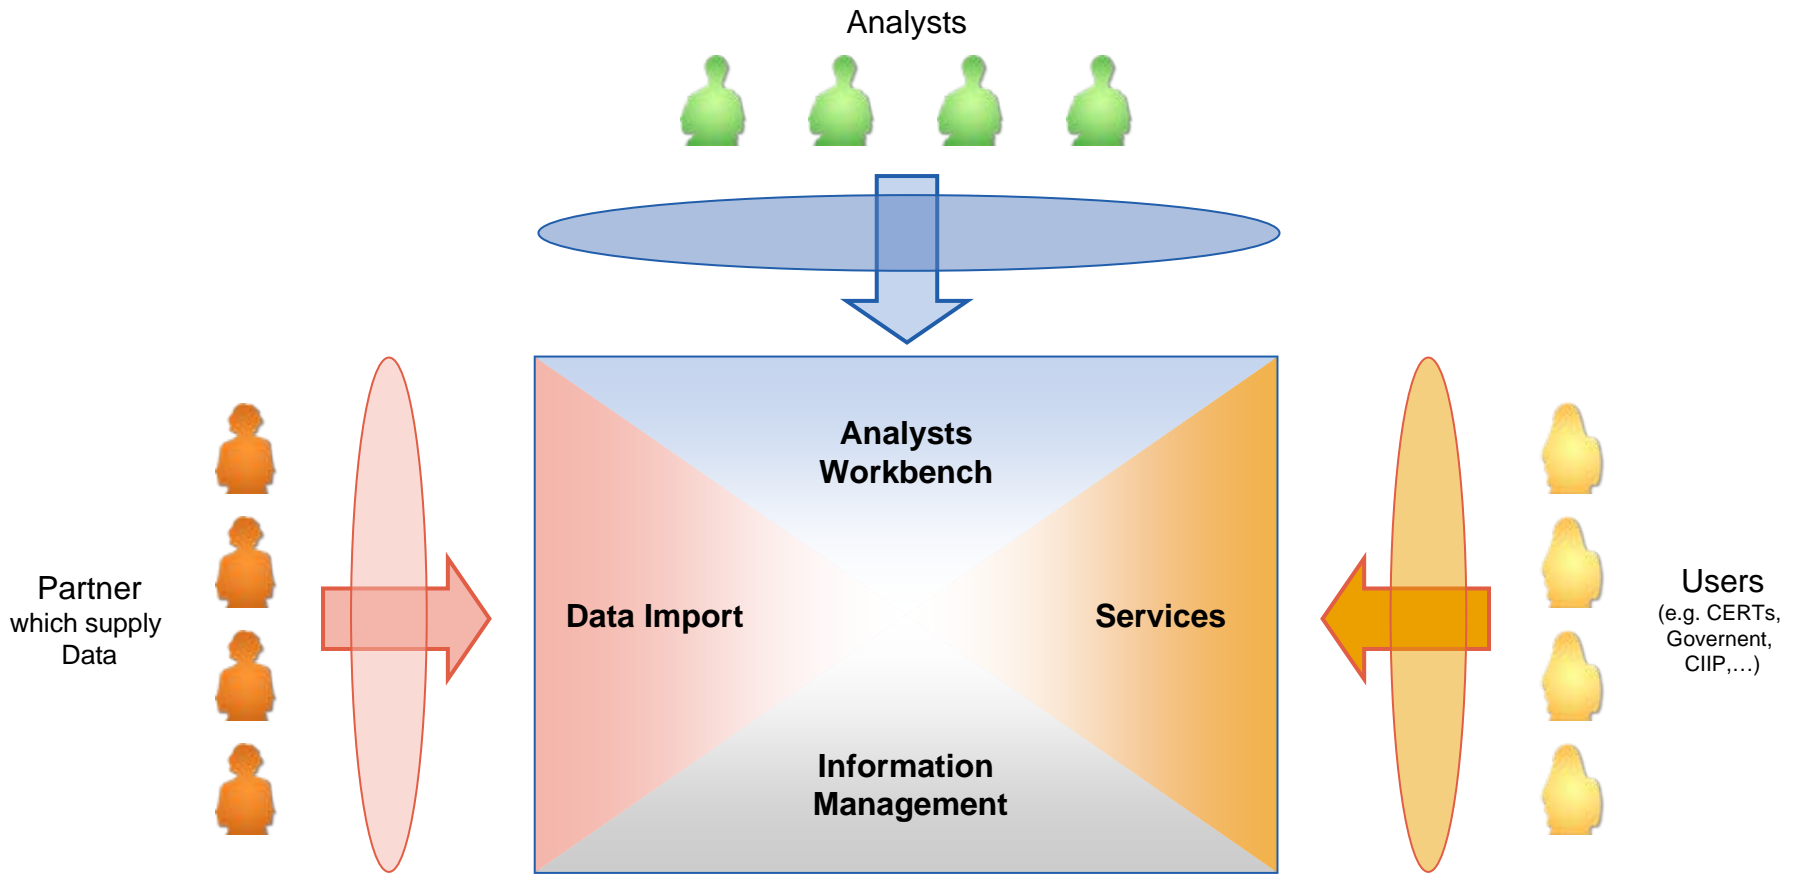 Analysts
Analysts
Workbench
Partner
which supply
Data
Data Import
Services
Users
(e.g. CERTs,
Governent,
CIIP,…)
Information
Management